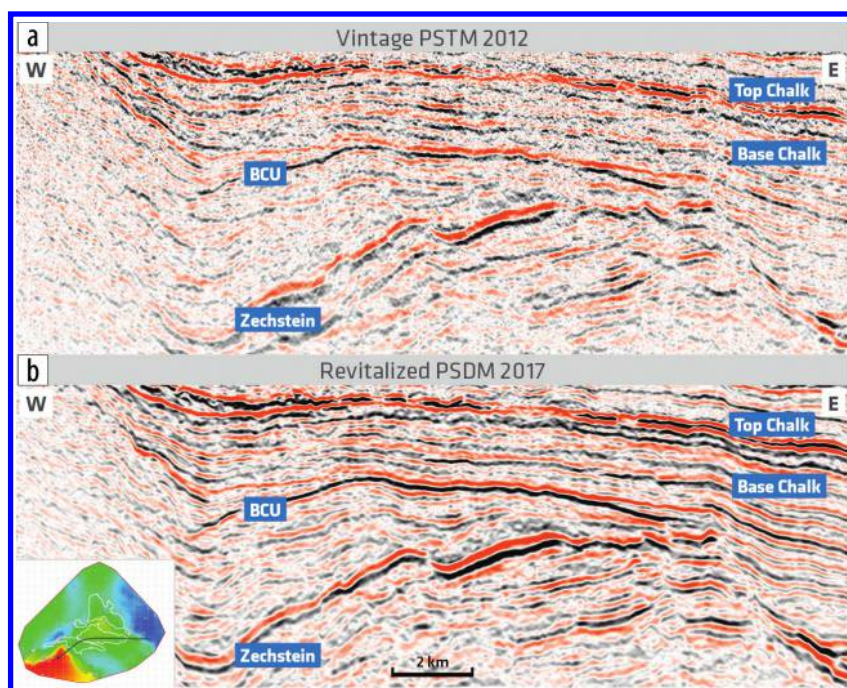 a
Vintage PSTM 2012
W
E
Top Chalk
Base Chalk
BCU
Zechstein
b
Revitalized PSDM 2017
W
E
Top Chalk
Base Chalk
BCU
Zechstein
2 km